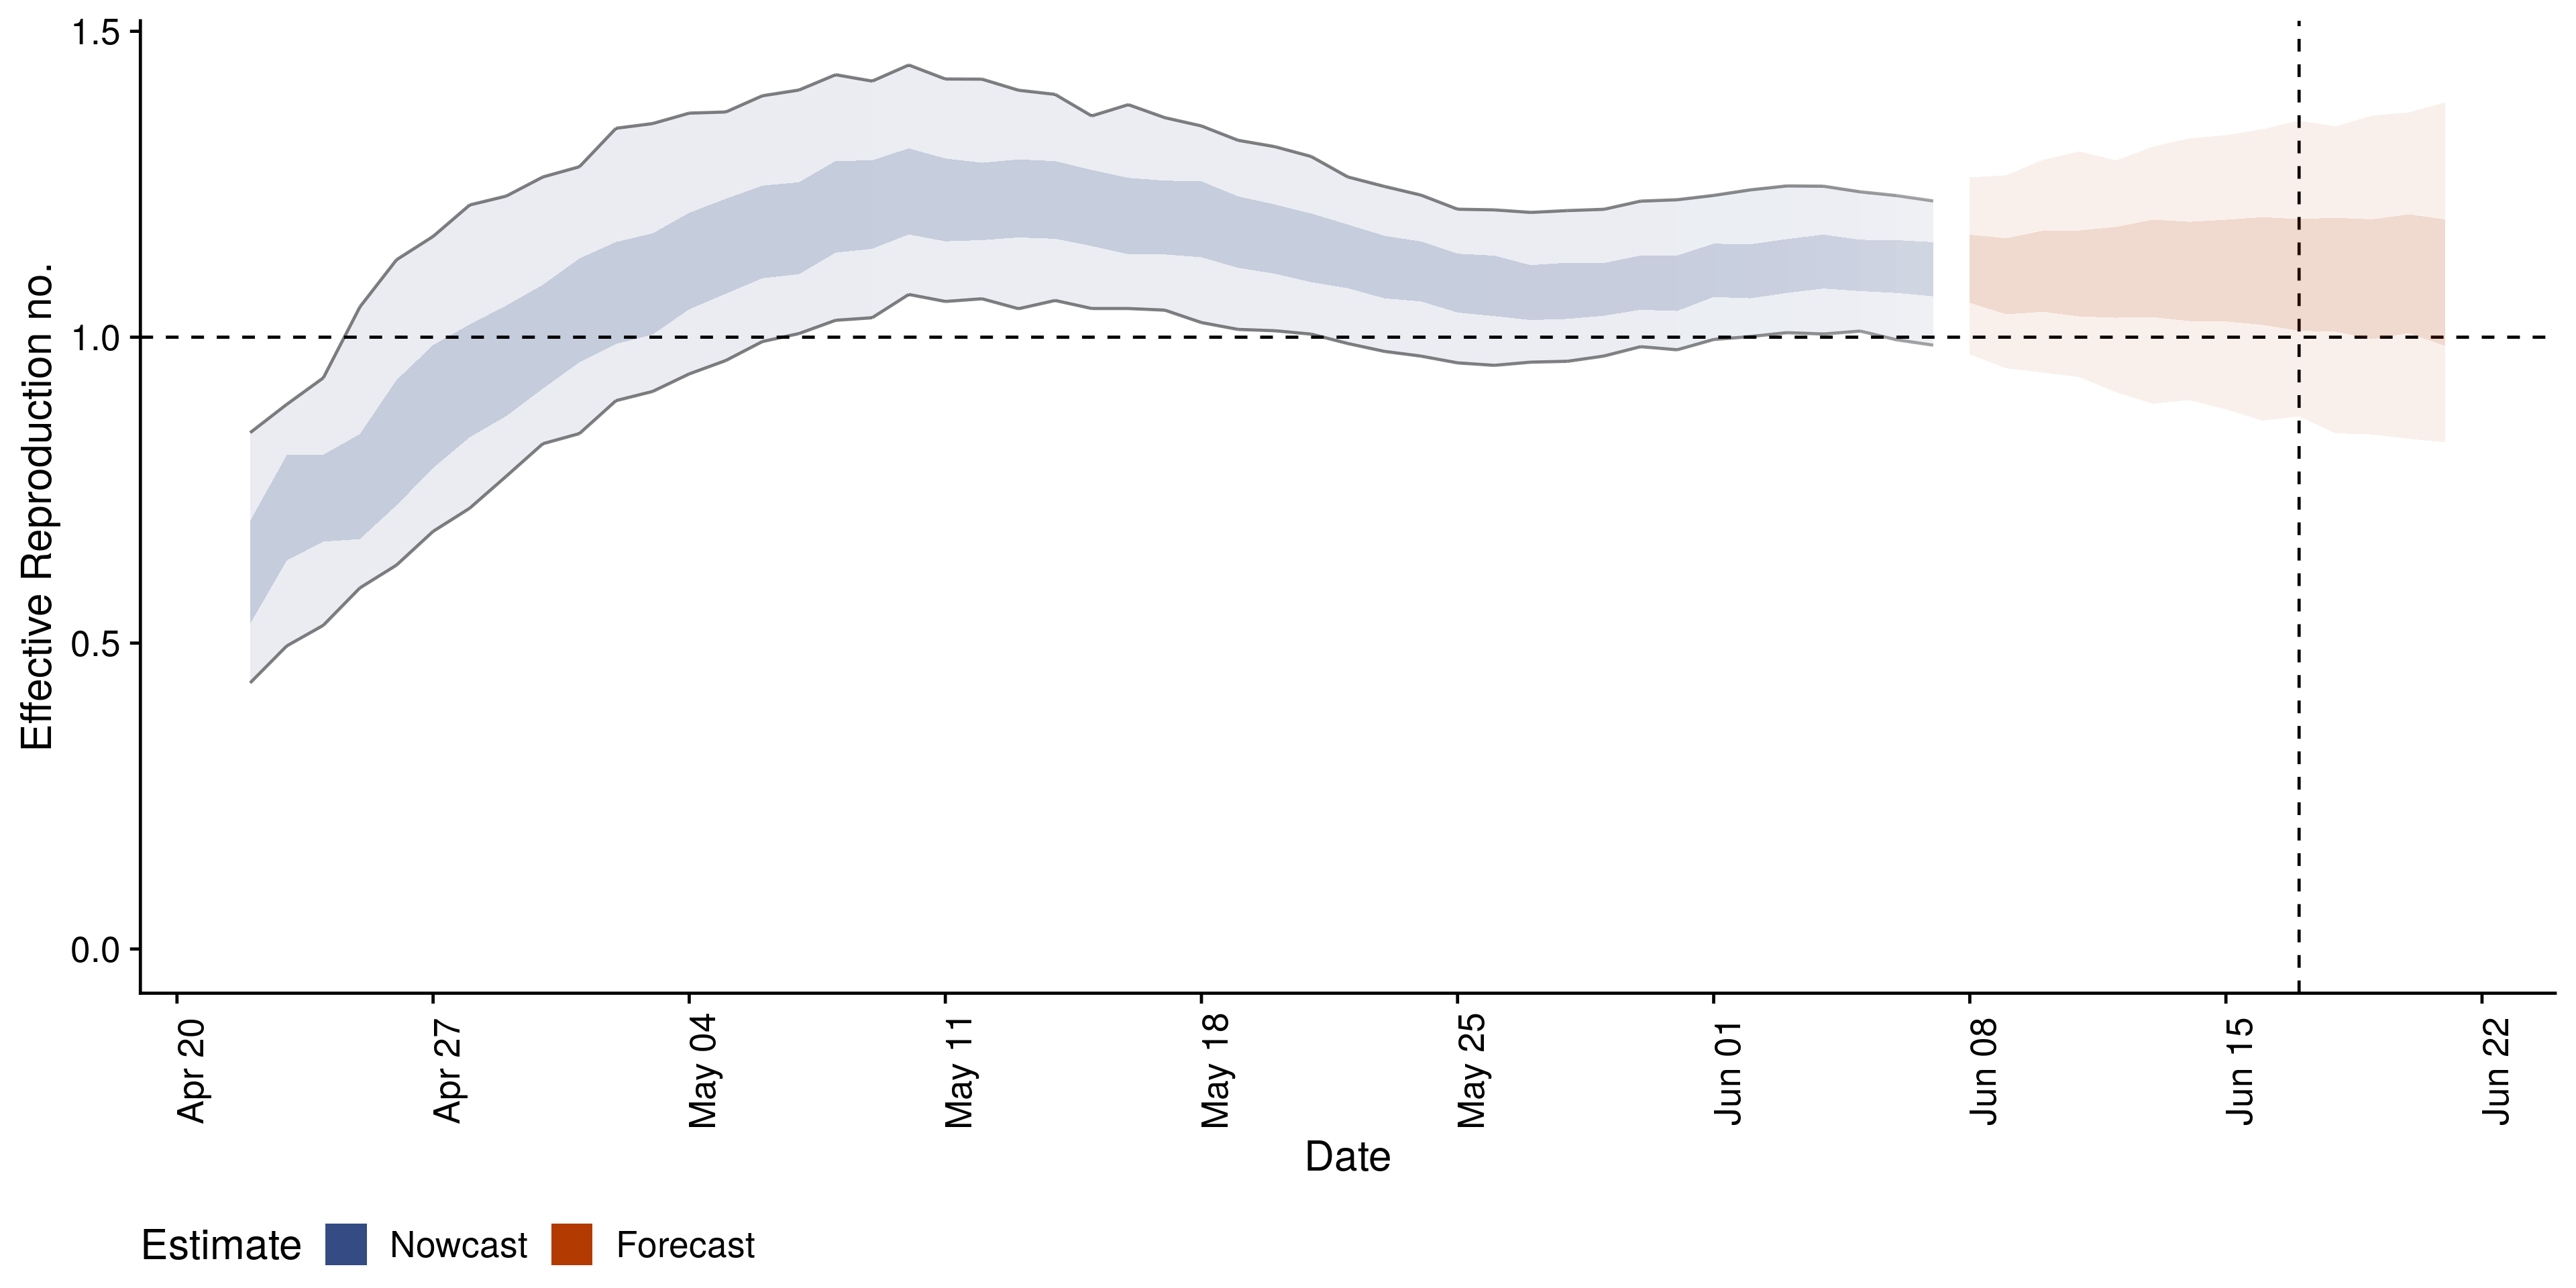 Effective Reproduction no.
1.5
1.0
0.5
0.0
Apr 20
Apr 27
May 04
May 11
May 18
May 25
Jun 01
Jun 08
Jun 15
Jun 22
Date
Estimate Nowcast Forecast